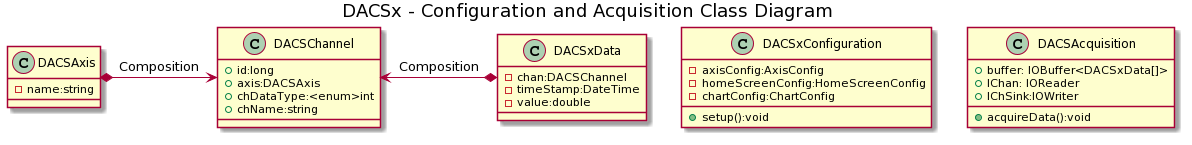 DACSx - Configuration and Acquisition Class Diagram
C DACSAxis
name:string
Composition
C DACSChannel
id:long
axis:DACSAxis
chDataType:<enum>int
chName:string
Composition
C DACSxData
chan:DACSChannel
timeStamp:DateTime
value:double
C DACSxConfiguration
axisConfig:AxisConfig
homeScreenConfig:HomeScreenConfig
chartConfig:ChartConfig
setup():void
C DACSAcquisition
buffer: IOBuffer<DACSxData[]>
IChan: IOReader
IChSink:IOWriter
acquireData():void